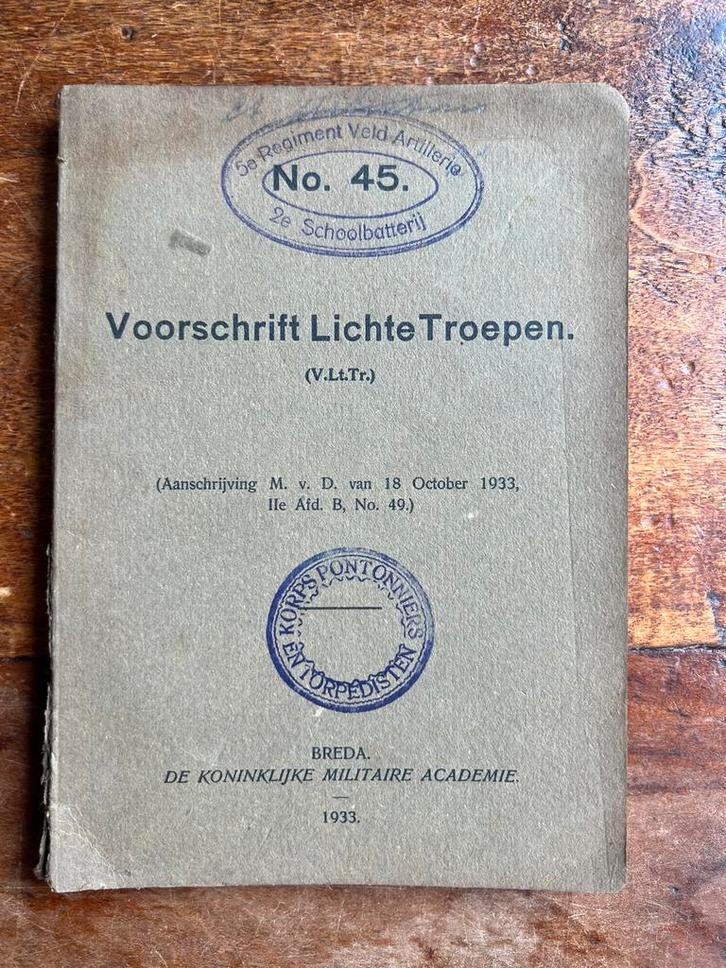 5e Regiment Veld Artillerie
No. 45.
2e Schoolbatterij
Voorschrift Lichte Troepen.
(V.Lt.Tr.)
(Aanschrijving M. v. D. van 18 October 1933,
IIe Afd. B, No. 49.)
KORPS PONTONNIERS
EN TORPEDISTEN
BREDA.
DE KONINKLIJKE MILITAIRE ACADEMIE.
1933.